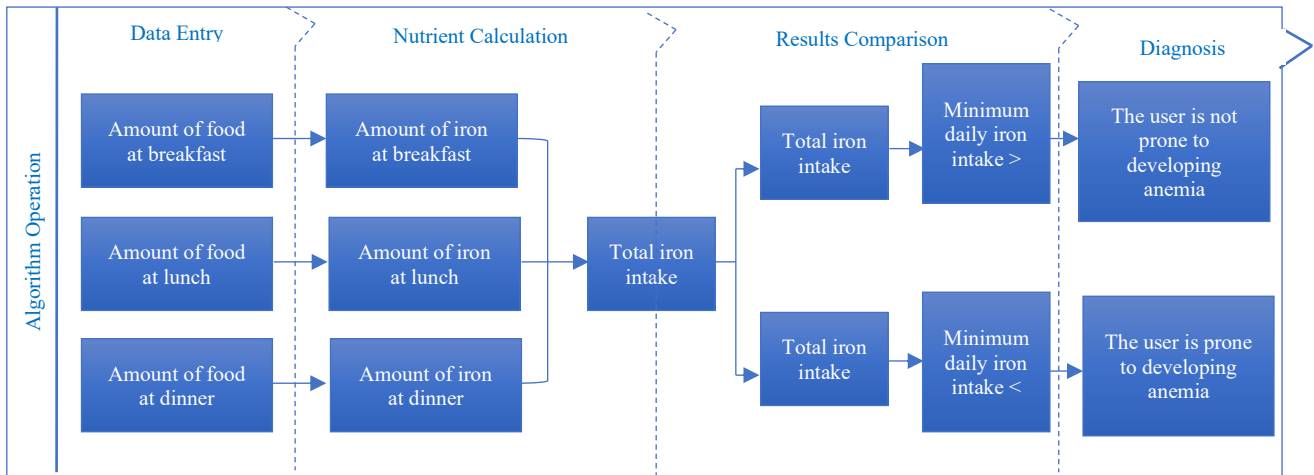 Algorithm Operation
Data Entry
Nutrient Calculation
Results Comparison
Diagnosis
Amount of food
at breakfast
Amount of iron
at breakfast
Amount of food
at lunch
Amount of iron
at lunch
Amount of food
at dinner
Amount of iron
at dinner
Total iron
intake
Total iron
intake
Minimum
daily iron
intake >
The user is not
prone to
developing
anemia
Total iron
intake
Minimum
daily iron
intake <
The user is prone
to developing
anemia